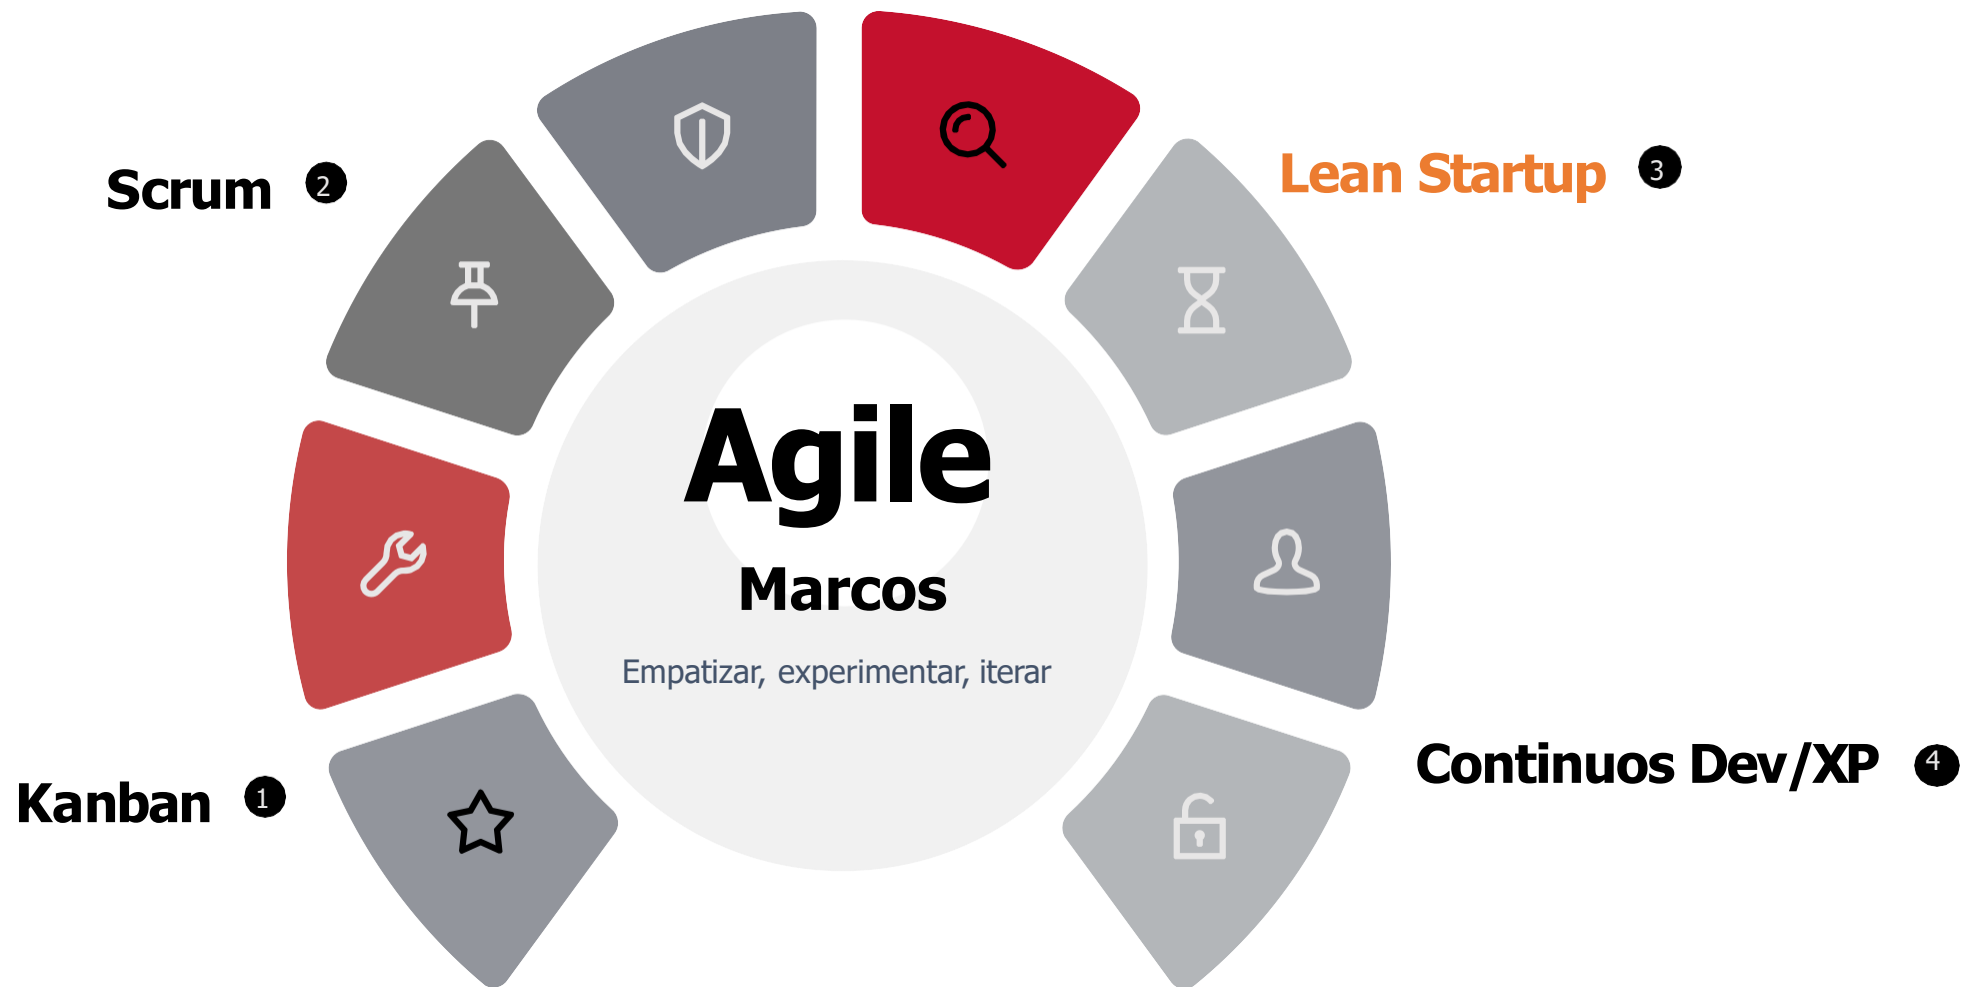 Scrum 2
Lean Startup 3
Agile
Marcos
Empatizar, experimentar, iterar
Kanban 1
Continuos Dev/XP 4